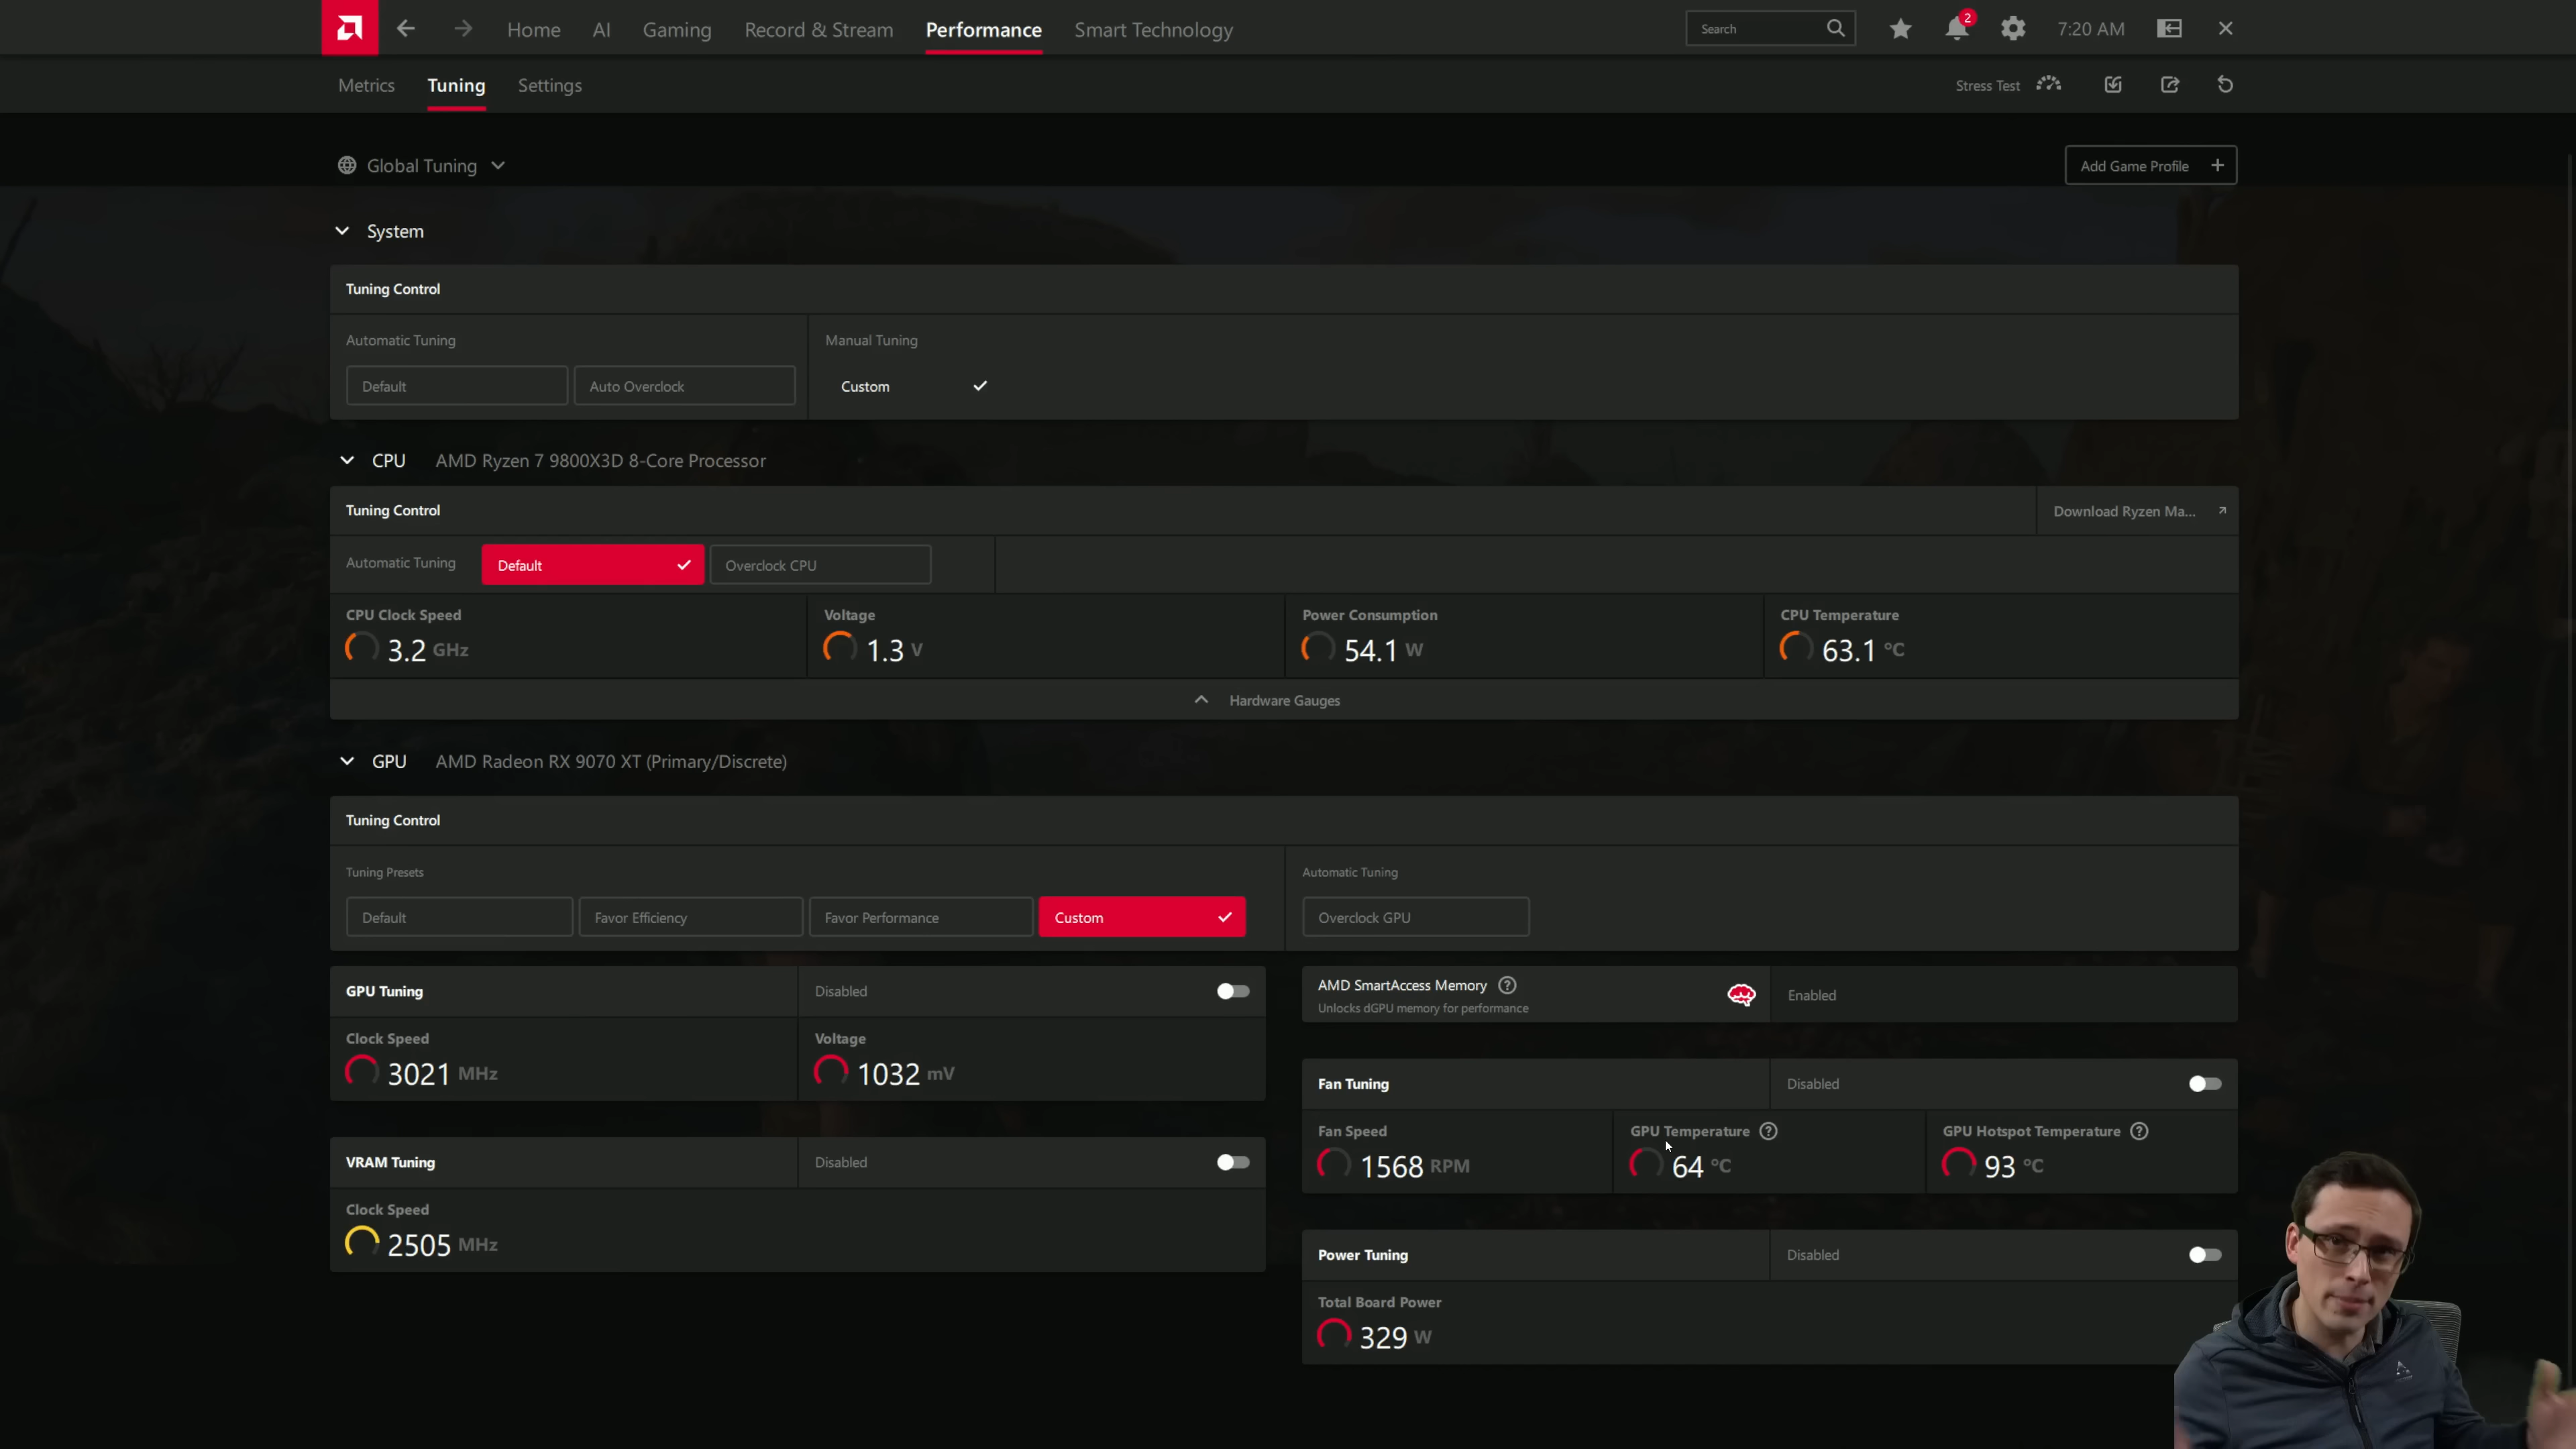 Home AI Gaming Record & Stream Performance Smart Technology Search 2 7:20 AM
Metrics Tuning Settings Stress Test
Global Tuning Add Game Profile
System
Tuning Control
Automatic Tuning Manual Tuning
Default Auto Overclock Custom
CPU AMD Ryzen 7 9800X3D 8-Core Processor
Tuning Control Download Ryzen Ma...
Automatic Tuning Default Overclock CPU
CPU Clock Speed Voltage Power Consumption CPU Temperature
3.2 GHz 1.3 V 54.1 W 63.1 °C
Hardware Gauges
GPU AMD Radeon RX 9070 XT (Primary/Discrete)
Tuning Control
Tuning Presets Automatic Tuning
Default Favor Efficiency Favor Performance Custom Overclock GPU
GPU Tuning Disabled
Clock Speed Voltage
3021 MHz 1032 mV
VRAM Tuning Disabled
Clock Speed
2505 MHz
AMD SmartAccess Memory ? Enabled
Unlocks dGPU memory for performance
Fan Tuning Disabled
Fan Speed GPU Temperature ? GPU Hotspot Temperature ?
1568 RPM 64 °C 93 °C
Power Tuning Disabled
Total Board Power
329 W